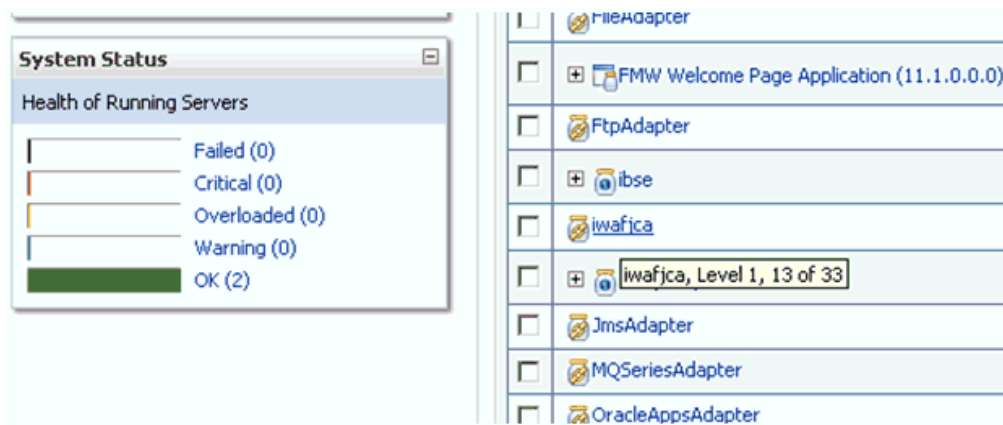 System Status
Health of Running Servers
Failed (0)
Critical (0)
Overloaded (0)
Warning (0)
OK (2)
FileAdapter
FMW Welcome Page Application (11.1.0.0.0)
FtpAdapter
ibse
iwafjca
iwafjca, Level 1, 13 of 33
JmsAdapter
MQSeriesAdapter
OracleAppsAdapter